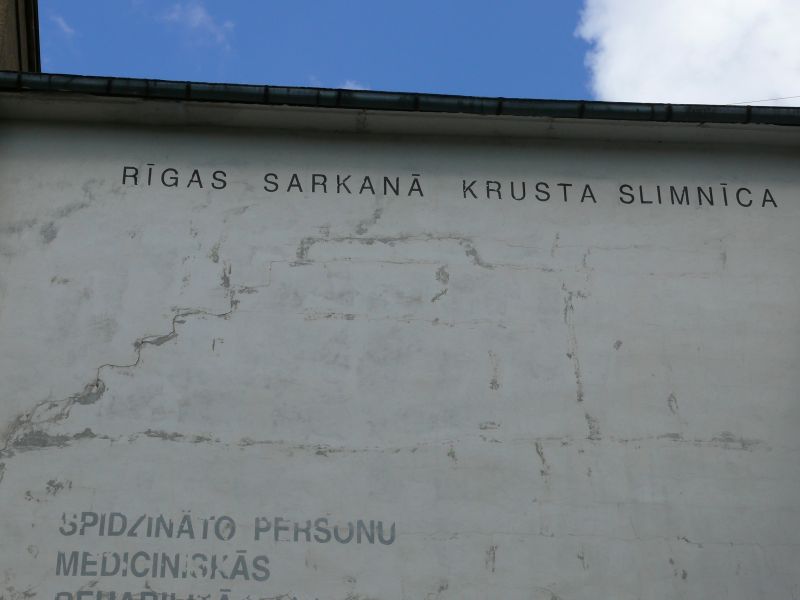 RĪGAS SARKANĀ KRUSTA SLIMNĪCA
SPIDZINĀTO PERSONU
MEDICINISKĀS